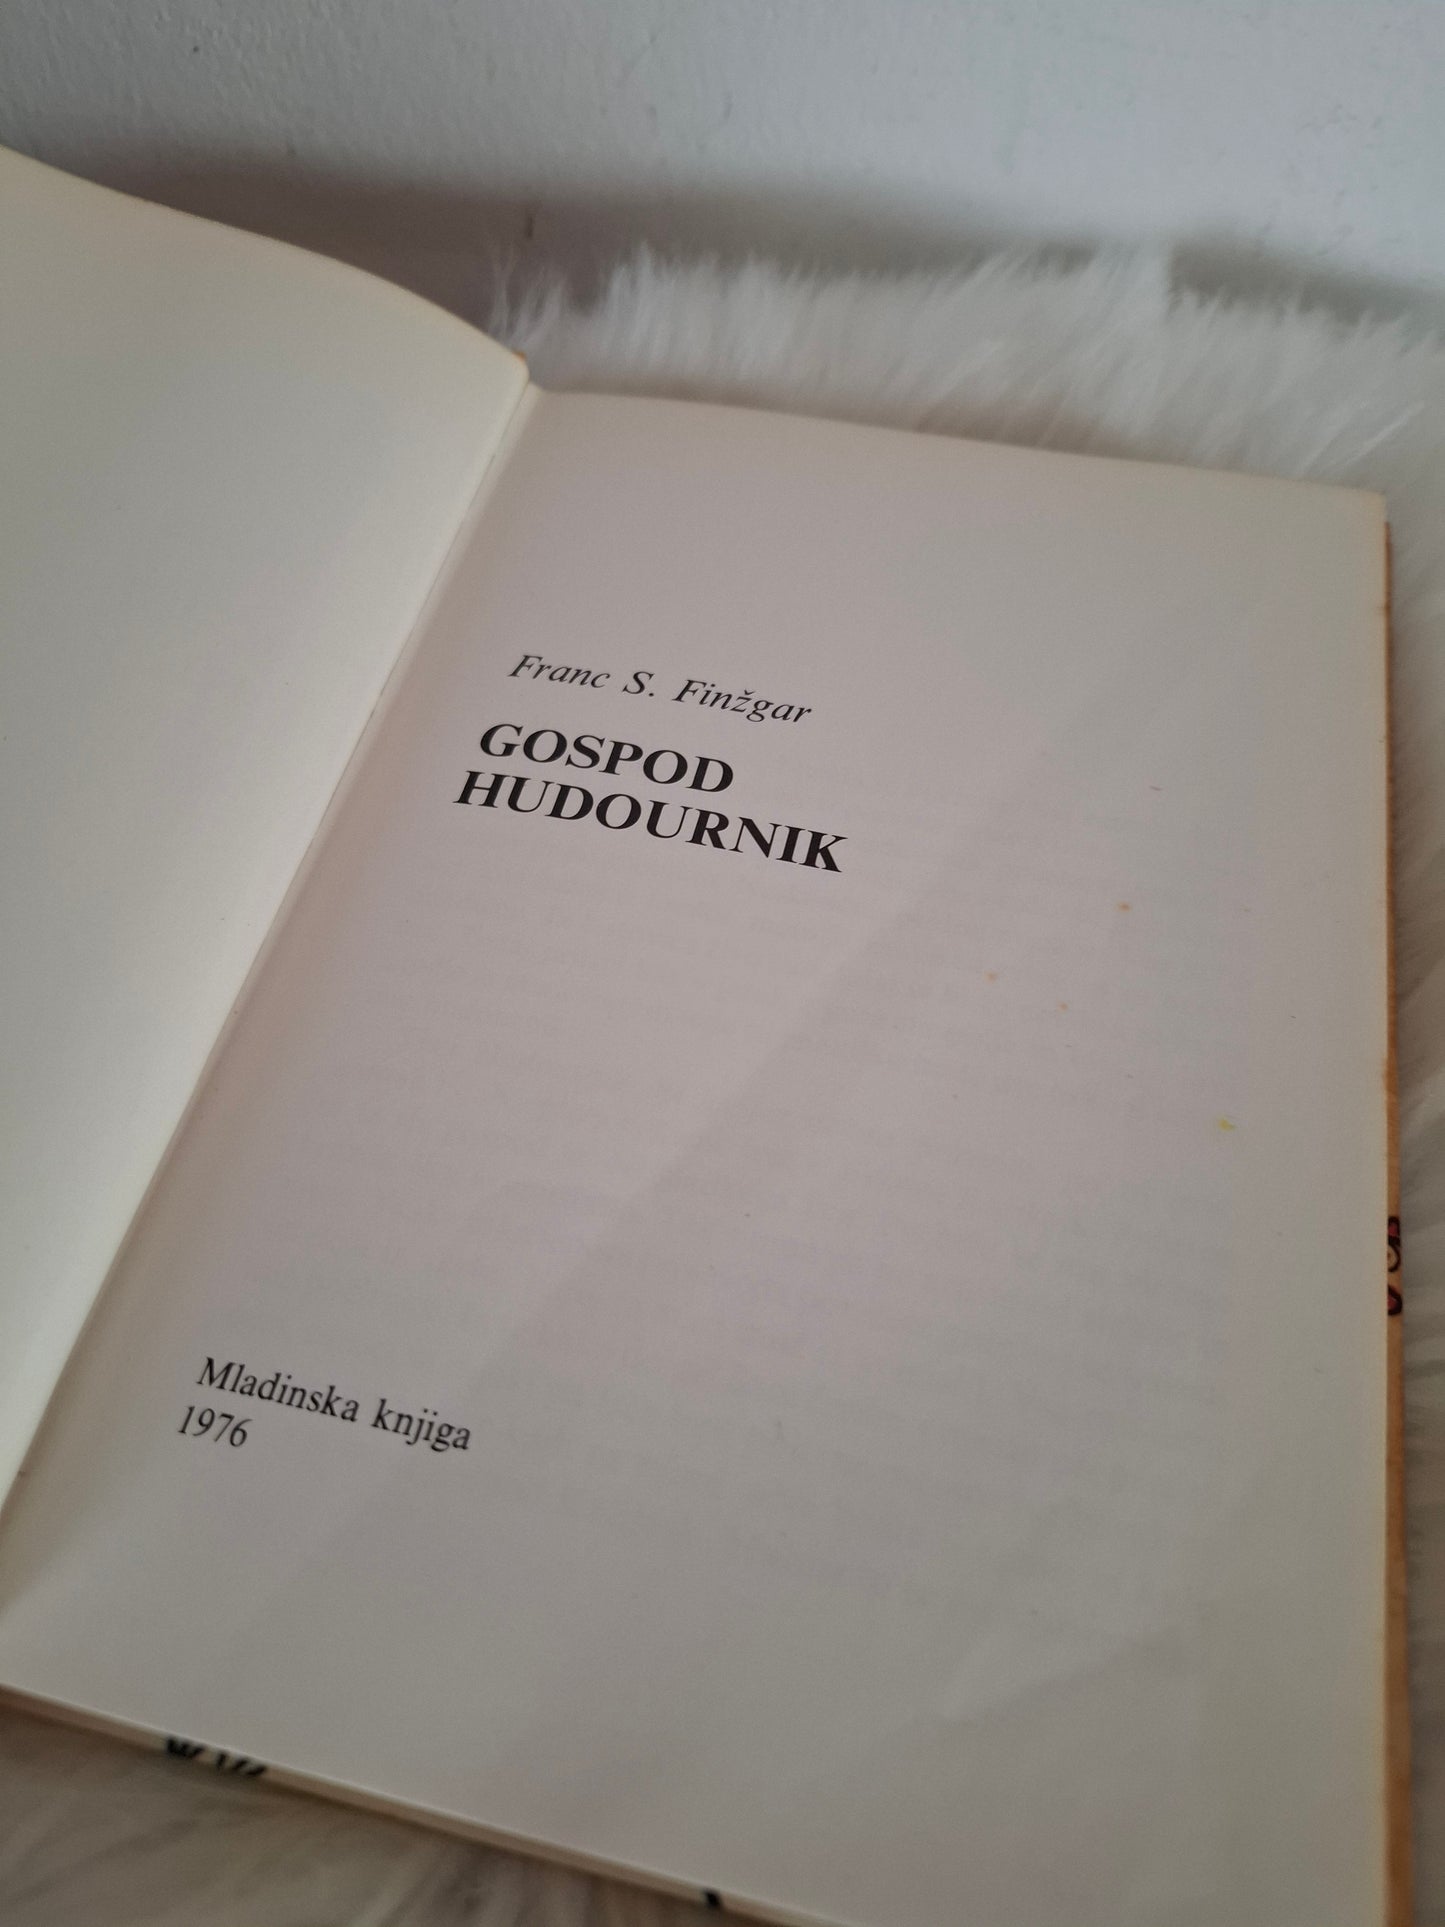 Franc S. Finžgar
GOSPOD
HUDOURNIK
Mladinska knjiga
1976